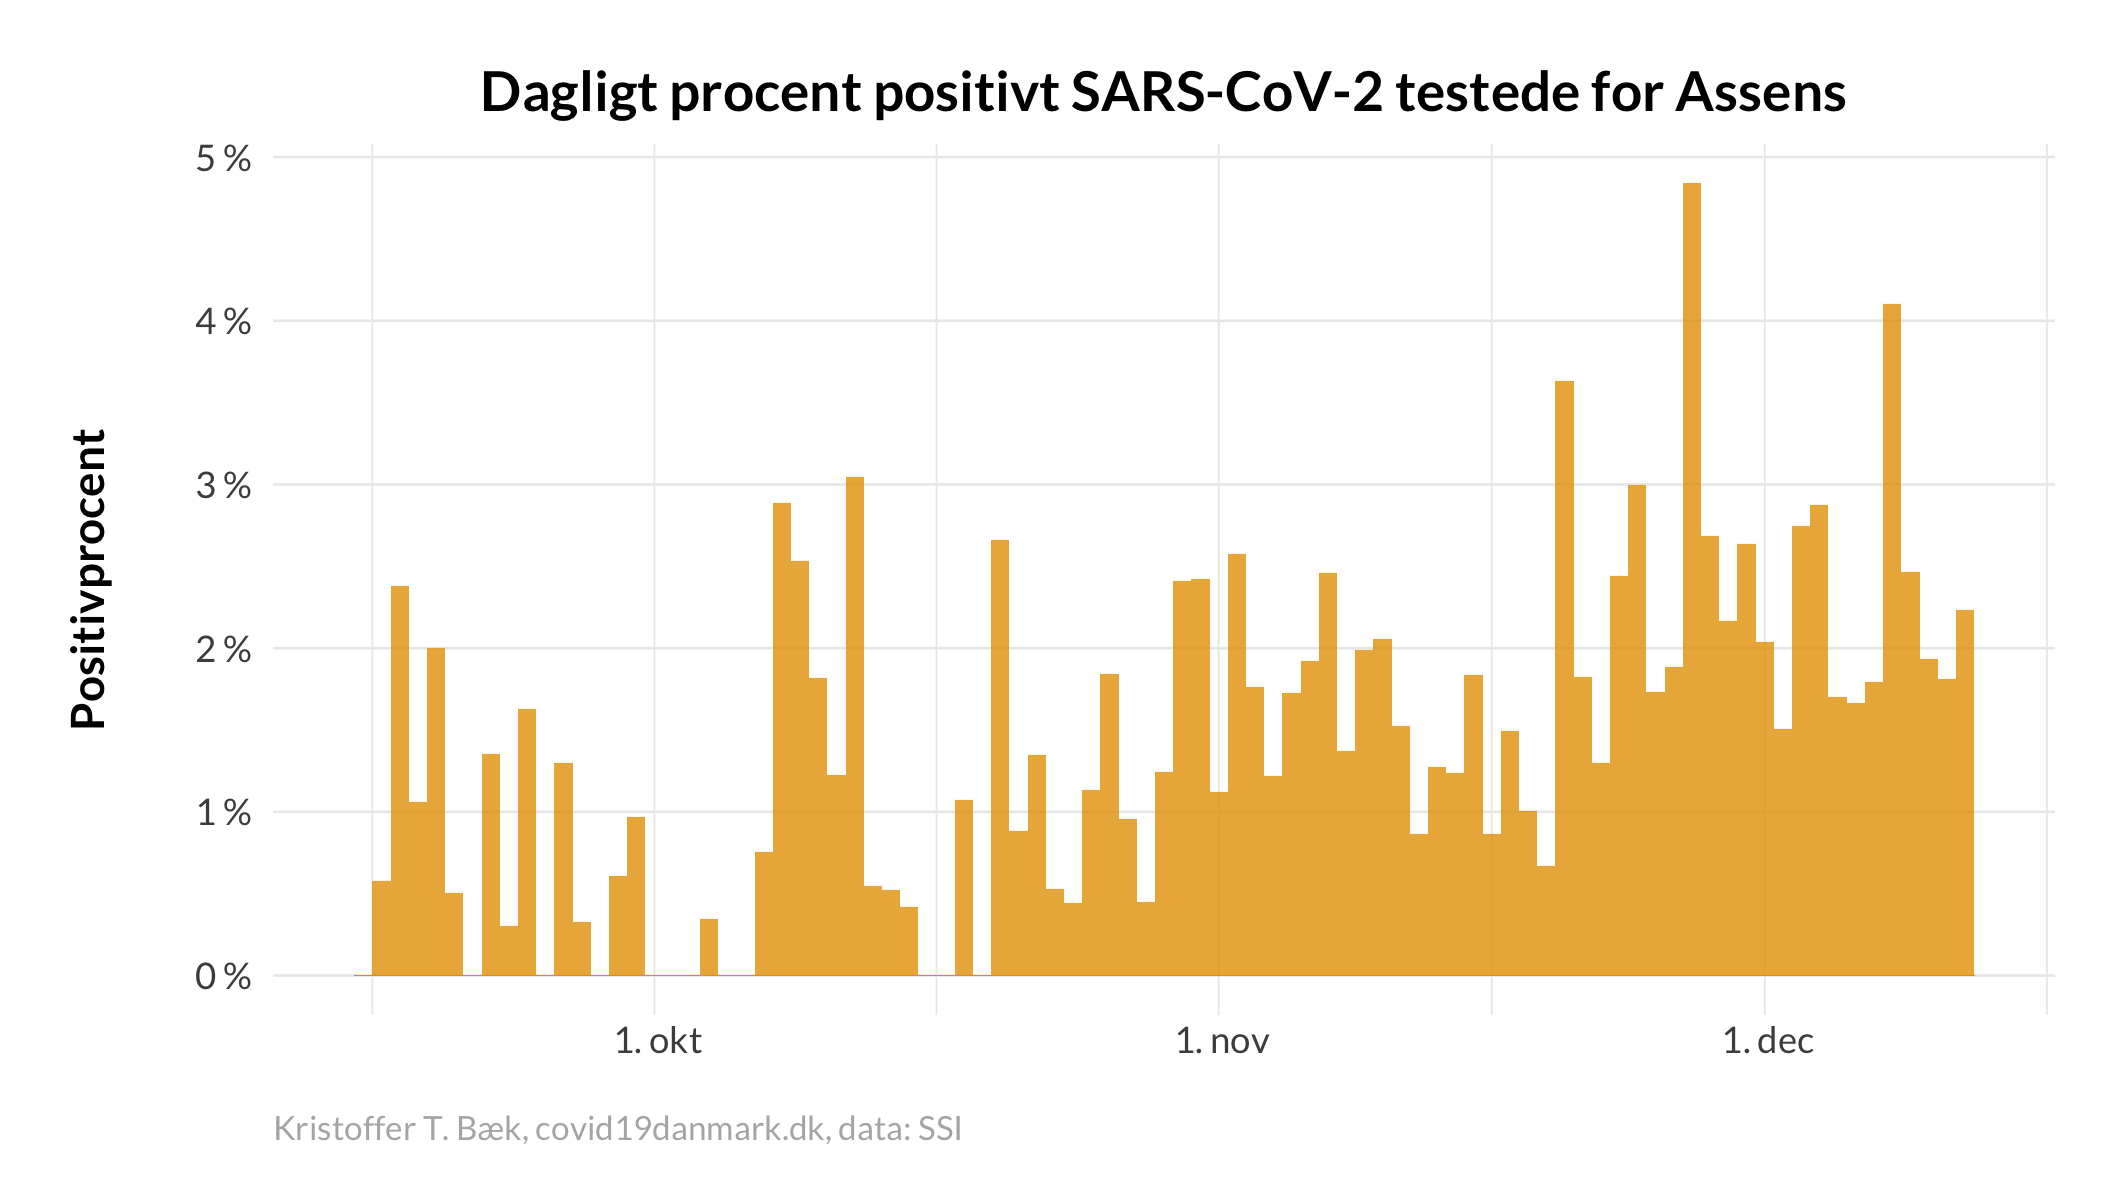 Dagligt procent positivt SARS-CoV-2 testede for Assens
Positivprocent
5 %
4 %
3 %
2 %
1 %
0 %
1. okt
1. nov
1. dec
Kristoffer T. Bæk, covid19danmark.dk, data: SSI